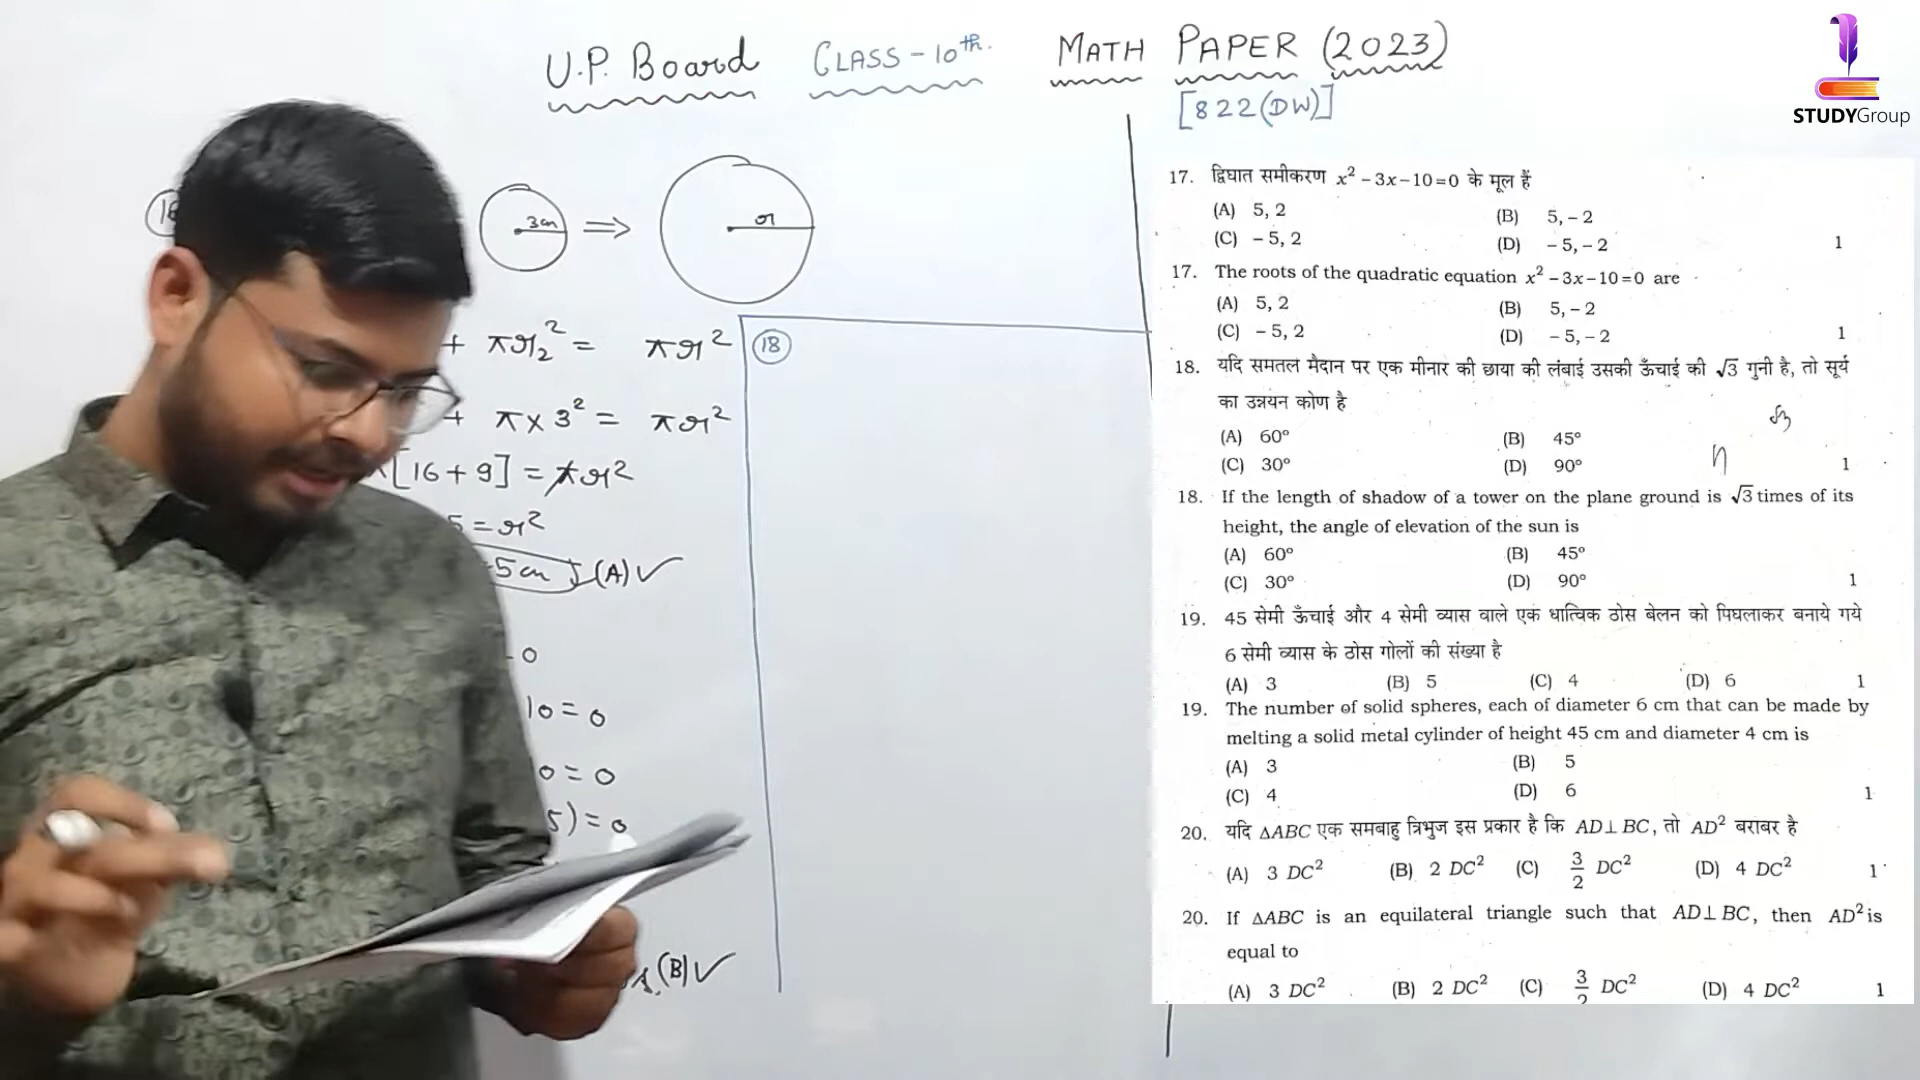 U.P. Board CLASS-10th. MATH PAPER (2023)
[822(DW)]
STUDYGroup
3cm ⇒ r
+ πr₂² = πr²
+ π×3² = πr²
[16+9] = πr²
5 = r²
5cm (A)✓
0
10=0
0=0
5)=0
(B)✓
18
17. द्विघात समीकरण x² – 3x – 10 = 0 के मूल हैं
(A) 5, 2 (B) 5, – 2
(C) – 5, 2 (D) – 5, – 2 1
17. The roots of the quadratic equation x² – 3x – 10 = 0 are
(A) 5, 2 (B) 5, – 2
(C) – 5, 2 (D) – 5, – 2 1
18. यदि समतल मैदान पर एक मीनार की छाया की लंबाई उसकी ऊँचाई की √3 गुनी है, तो सूर्य
का उन्नयन कोण है
√3
(A) 60° (B) 45°
(C) 30° (D) 90° 1
18. If the length of shadow of a tower on the plane ground is √3 times of its
height, the angle of elevation of the sun is
(A) 60° (B) 45°
(C) 30° (D) 90° 1
19. 45 सेमी ऊँचाई और 4 सेमी व्यास वाले एक धात्विक ठोस बेलन को पिघलाकर बनाये गये
6 सेमी व्यास के ठोस गोलों की संख्या है
(A) 3 (B) 5 (C) 4 (D) 6 1
19. The number of solid spheres, each of diameter 6 cm that can be made by
melting a solid metal cylinder of height 45 cm and diameter 4 cm is
(A) 3 (B) 5
(C) 4 (D) 6 1
20. यदि ΔABC एक समबाहु त्रिभुज इस प्रकार है कि AD⊥BC, तो AD² बराबर है
(A) 3 DC² (B) 2 DC² (C) 3/2 DC² (D) 4 DC² 1
20. If ΔABC is an equilateral triangle such that AD⊥BC, then AD² is
equal to
(A) 3 DC² (B) 2 DC² (C) 3/2 DC² (D) 4 DC² 1